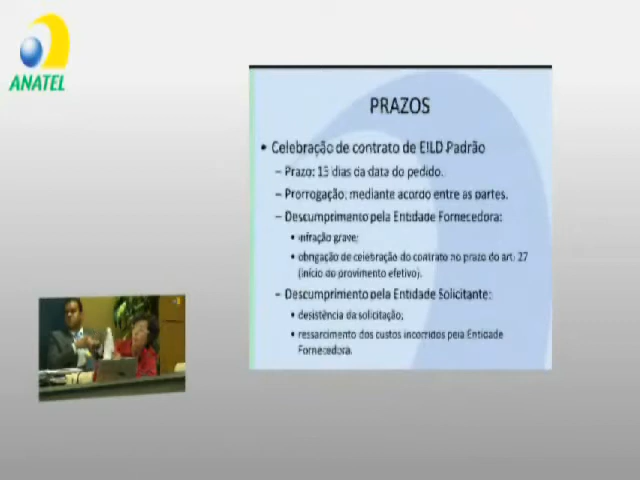 ANATEL
PRAZOS
• Celebração de contrato de EILD Padrão
– Prazo: 15 dias da data do pedido.
– Prorrogação, mediante acordo entre as partes.
– Descumprimento pela Entidade Fornecedora:
• infração grave;
• obrigação de celebração do contrato no prazo do art. 27
(início do provimento efetivo).
– Descumprimento pela Entidade Solicitante:
• desistência da solicitação;
• ressarcimento dos custos incorridos pela Entidade
Fornecedora.